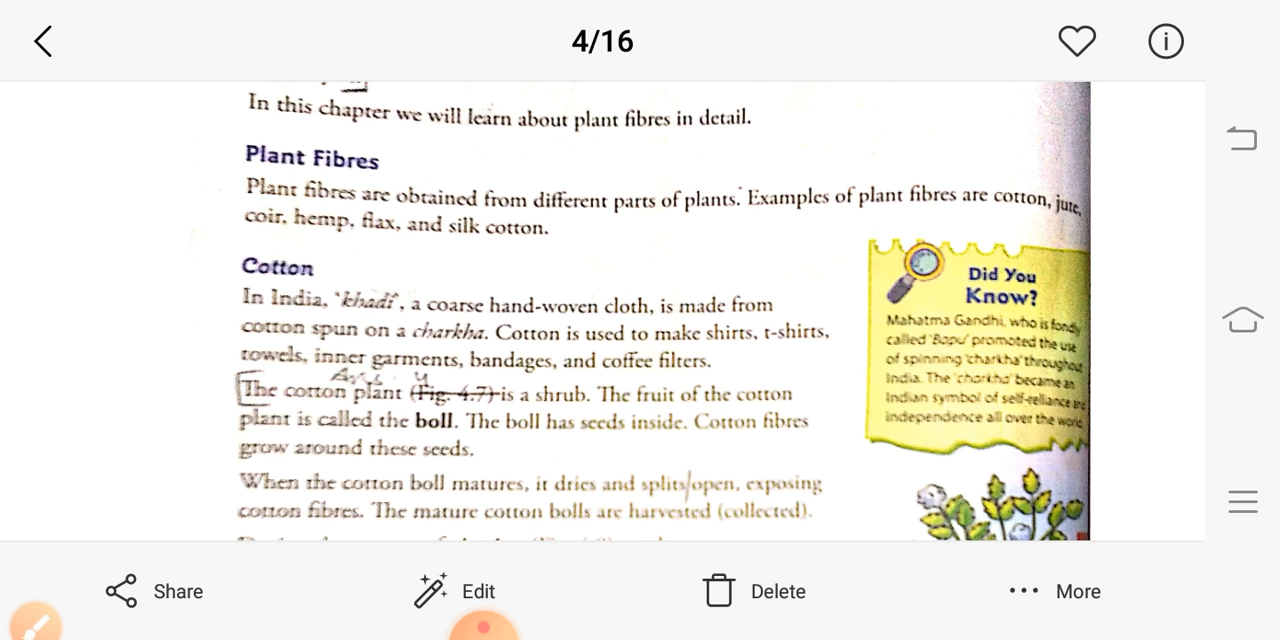 4/16
In this chapter we will learn about plant fibres in detail.
Plant Fibres
Plant fibres are obtained from different parts of plants. Examples of plant fibres are cotton, jute,
coir, hemp, flax, and silk cotton.
Cotton
In India, 'khadi', a coarse hand-woven cloth, is made from
cotton spun on a charkha. Cotton is used to make shirts, t-shirts,
towels, inner garments, bandages, and coffee filters.
The cotton plant (Fig. 4.7) is a shrub. The fruit of the cotton
plant is called the boll. The boll has seeds inside. Cotton fibres
grow around these seeds.
When the cotton boll matures, it dries and splits/open, exposing
cotton fibres. The mature cotton bolls are harvested (collected).
Did You
Know?
Mahatma Gandhi, who is fondly
called 'Bapu' promoted the use
of spinning 'charkha' throughout
India. The 'charkha' became an
Indian symbol of self-reliance and
independence all over the world
Share
Edit
Delete
More